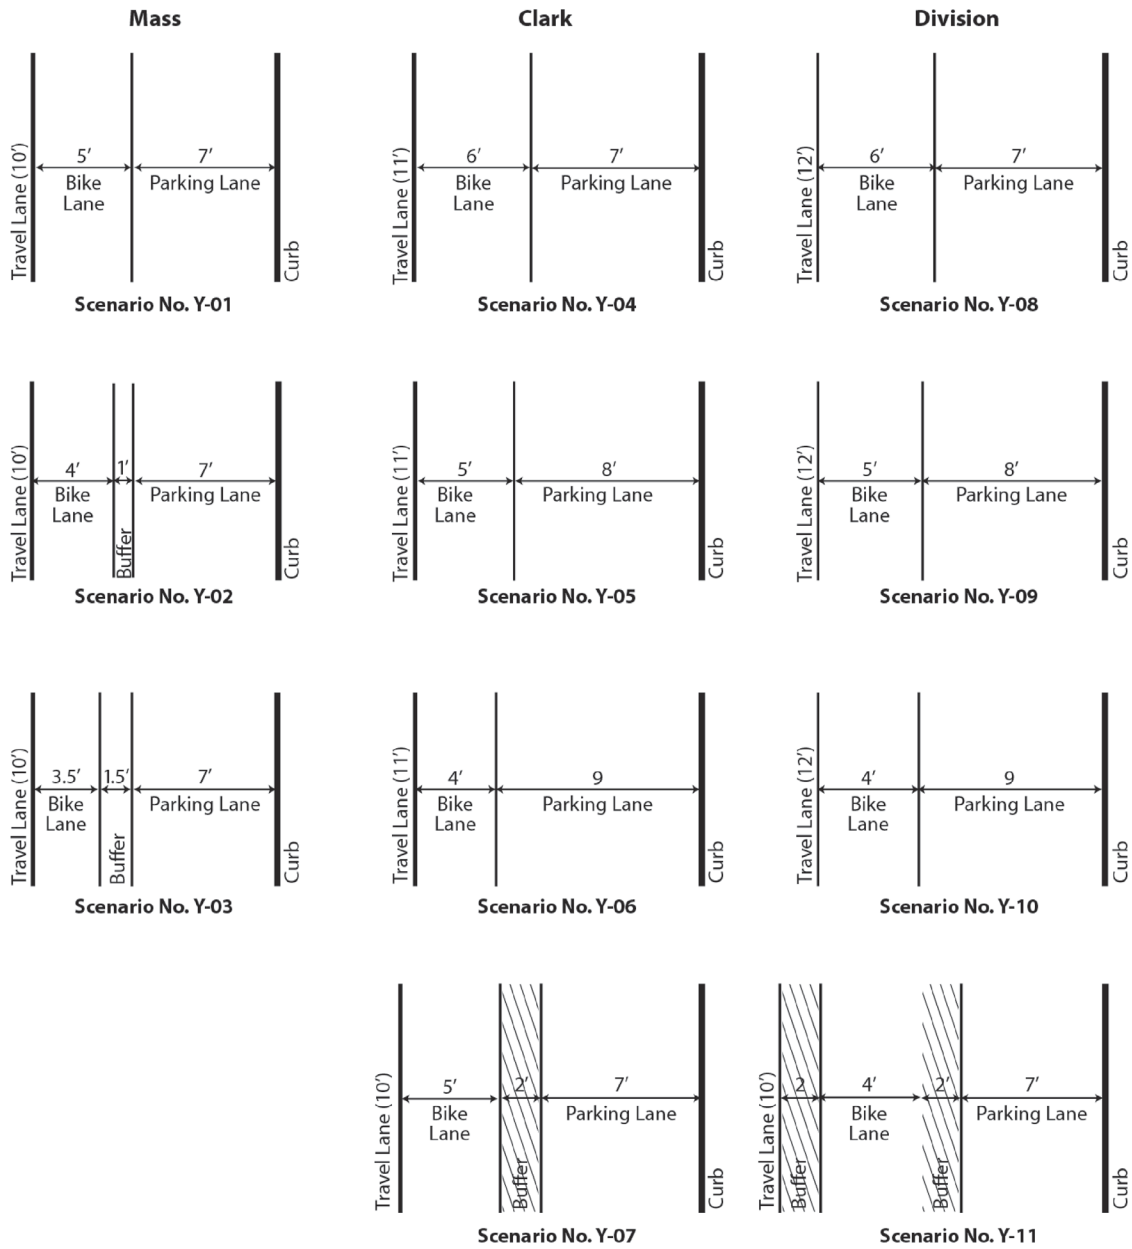 Mass
Clark
Division
Travel Lane (10′)
5′
Bike
Lane
7′
Parking Lane
Curb
Scenario No. Y-01
Travel Lane (11′)
6′
Bike
Lane
7′
Parking Lane
Curb
Scenario No. Y-04
Travel Lane (12′)
6′
Bike
Lane
7′
Parking Lane
Curb
Scenario No. Y-08
Travel Lane (10′)
4′
Bike
Lane
1′
Buffer
7′
Parking Lane
Curb
Scenario No. Y-02
Travel Lane (11′)
5′
Bike
Lane
8′
Parking Lane
Curb
Scenario No. Y-05
Travel Lane (12′)
5′
Bike
Lane
8′
Parking Lane
Curb
Scenario No. Y-09
Travel Lane (10′)
3.5′
Bike
Lane
1.5′
Buffer
7′
Parking Lane
Curb
Scenario No. Y-03
Travel Lane (11′)
4′
Bike
Lane
9
Parking Lane
Curb
Scenario No. Y-06
Travel Lane (12′)
4′
Bike
Lane
9
Parking Lane
Curb
Scenario No. Y-10
Travel Lane (10′)
5′
Bike
Lane
2′
Buffer
7′
Parking Lane
Curb
Scenario No. Y-07
Travel Lane (10′)
2
Buffer
4′
Bike
Lane
2′
Buffer
7′
Parking Lane
Curb
Scenario No. Y-11